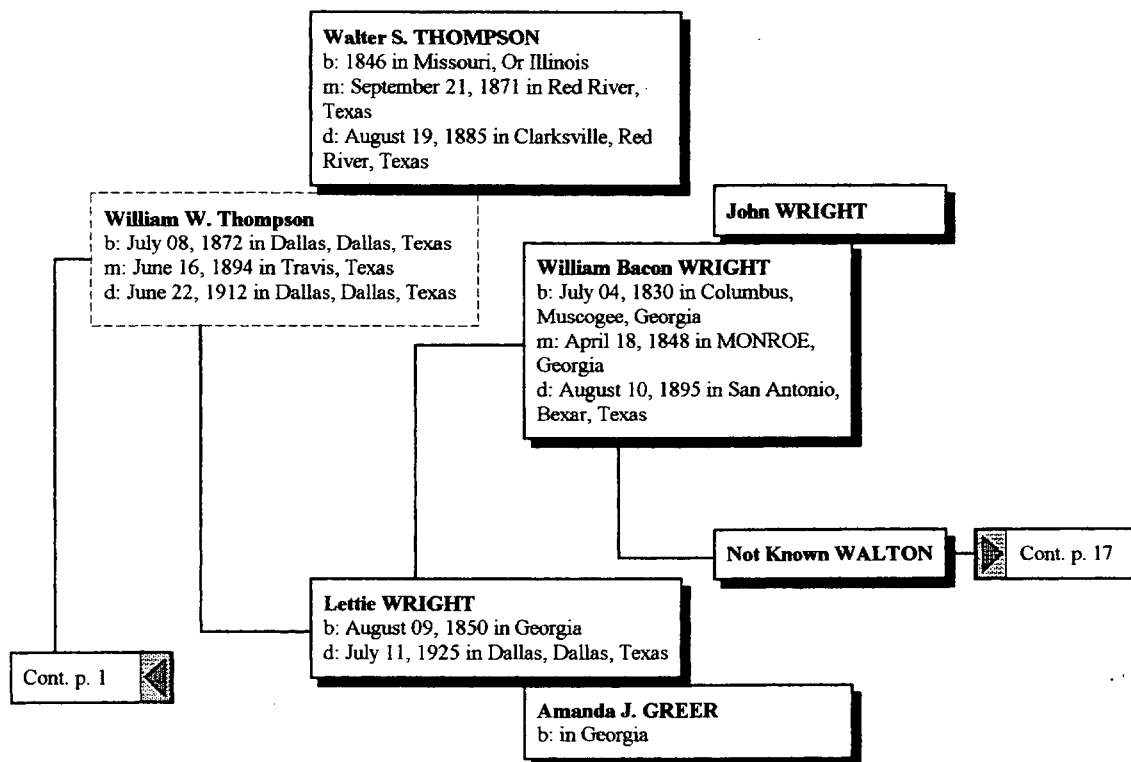 Walter S. THOMPSON
b: 1846 in Missouri, Or Illinois
m: September 21, 1871 in Red River,
Texas
d: August 19, 1885 in Clarksville, Red
River, Texas
William W. Thompson
b: July 08, 1872 in Dallas, Dallas, Texas
m: June 16, 1894 in Travis, Texas
d: June 22, 1912 in Dallas, Dallas, Texas
John WRIGHT
William Bacon WRIGHT
b: July 04, 1830 in Columbus,
Muscogee, Georgia
m: April 18, 1848 in MONROE,
Georgia
d: August 10, 1895 in San Antonio,
Bexar, Texas
Not Known WALTON
Cont. p. 17
Lettie WRIGHT
b: August 09, 1850 in Georgia
d: July 11, 1925 in Dallas, Dallas, Texas
Cont. p. 1
Amanda J. GREER
b: in Georgia